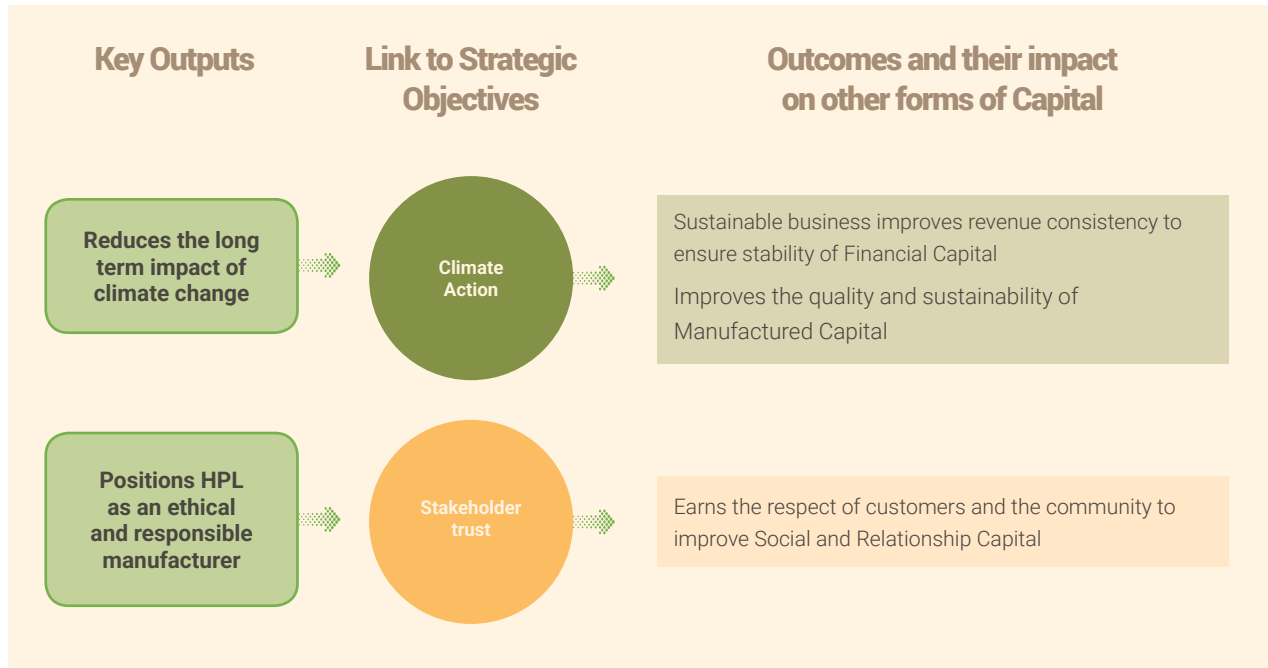 Key Outputs
Link to Strategic
Objectives
Outcomes and their impact
on other forms of Capital
Reduces the long
term impact of
climate change
Climate
Action
Sustainable business improves revenue consistency to
ensure stability of Financial Capital
Improves the quality and sustainability of
Manufactured Capital
Positions HPL
as an ethical
and responsible
manufacturer
Stakeholder
trust
Earns the respect of customers and the community to
improve Social and Relationship Capital